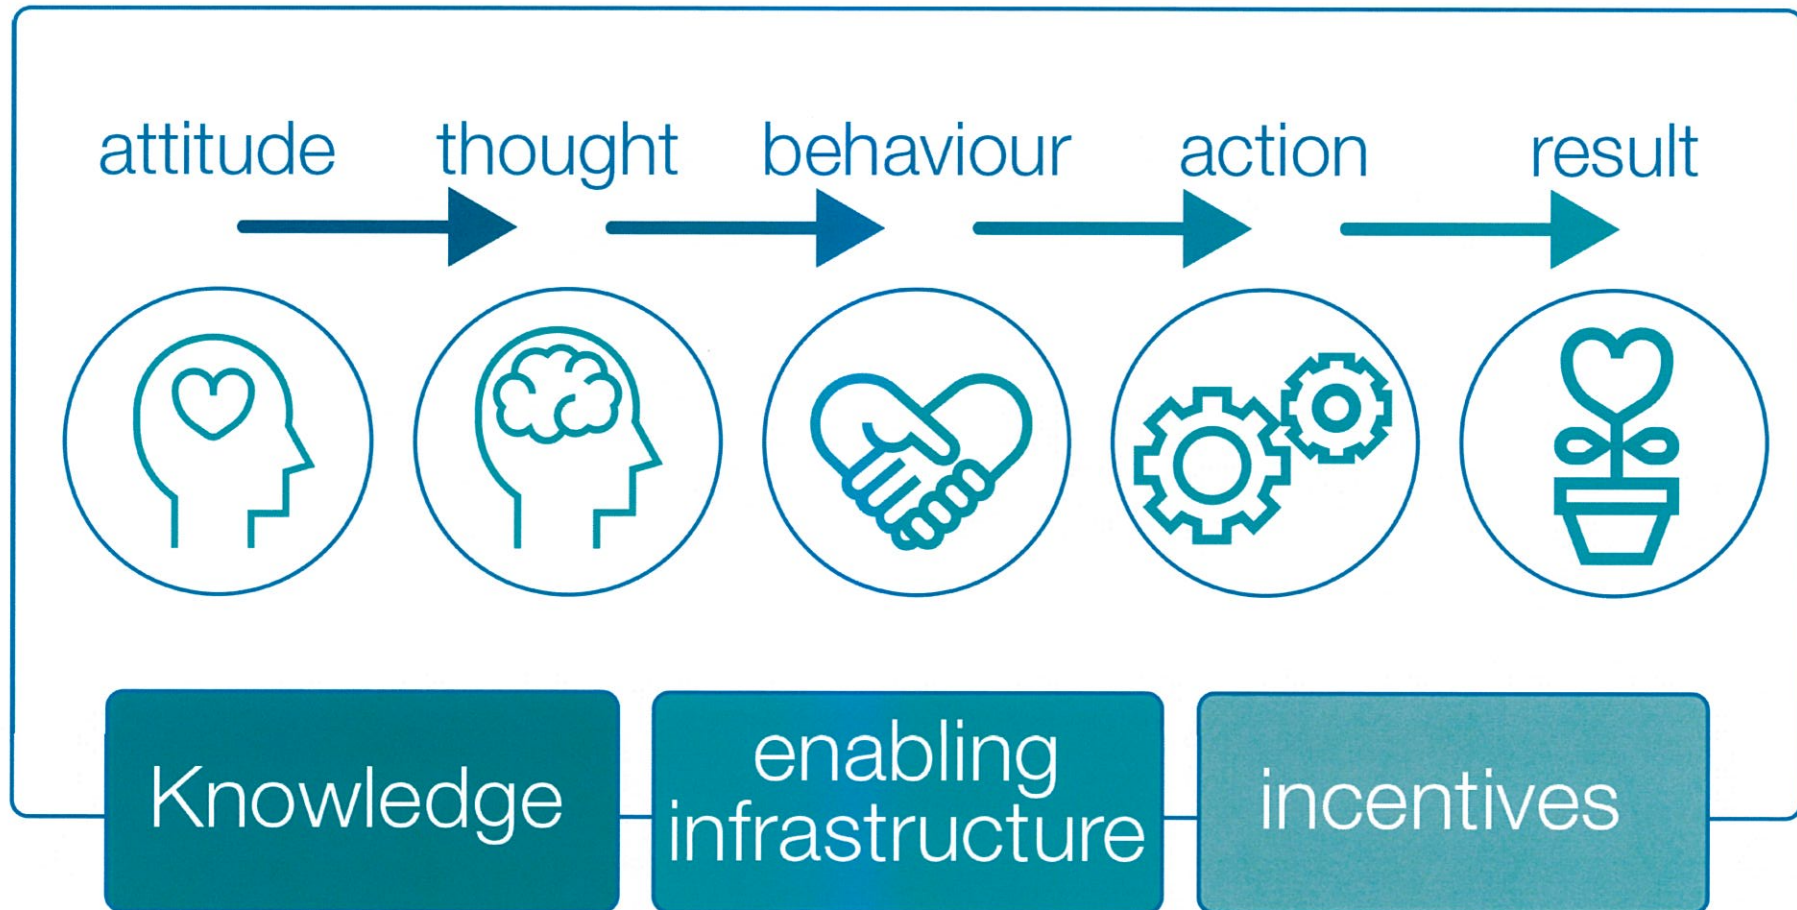 attitude thought behaviour action result
Knowledge
enabling
infrastructure
incentives